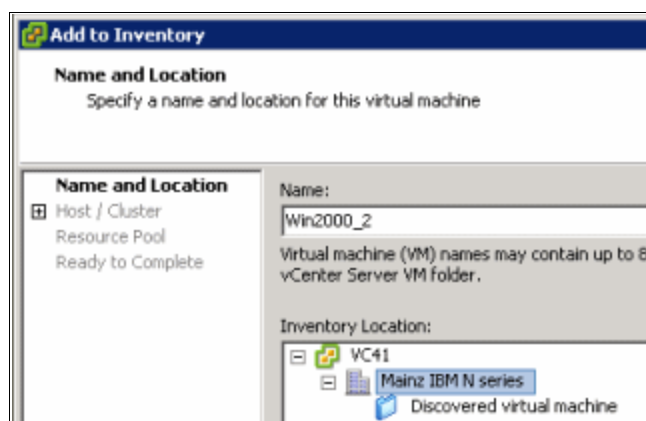 Add to Inventory
Name and Location
Specify a name and location for this virtual machine
Name and Location
Host / Cluster
Resource Pool
Ready to Complete
Name:
Win2000_2
Virtual machine (VM) names may contain up to 8
vCenter Server VM folder.
Inventory Location:
VC41
Mainz IBM N series
Discovered virtual machine